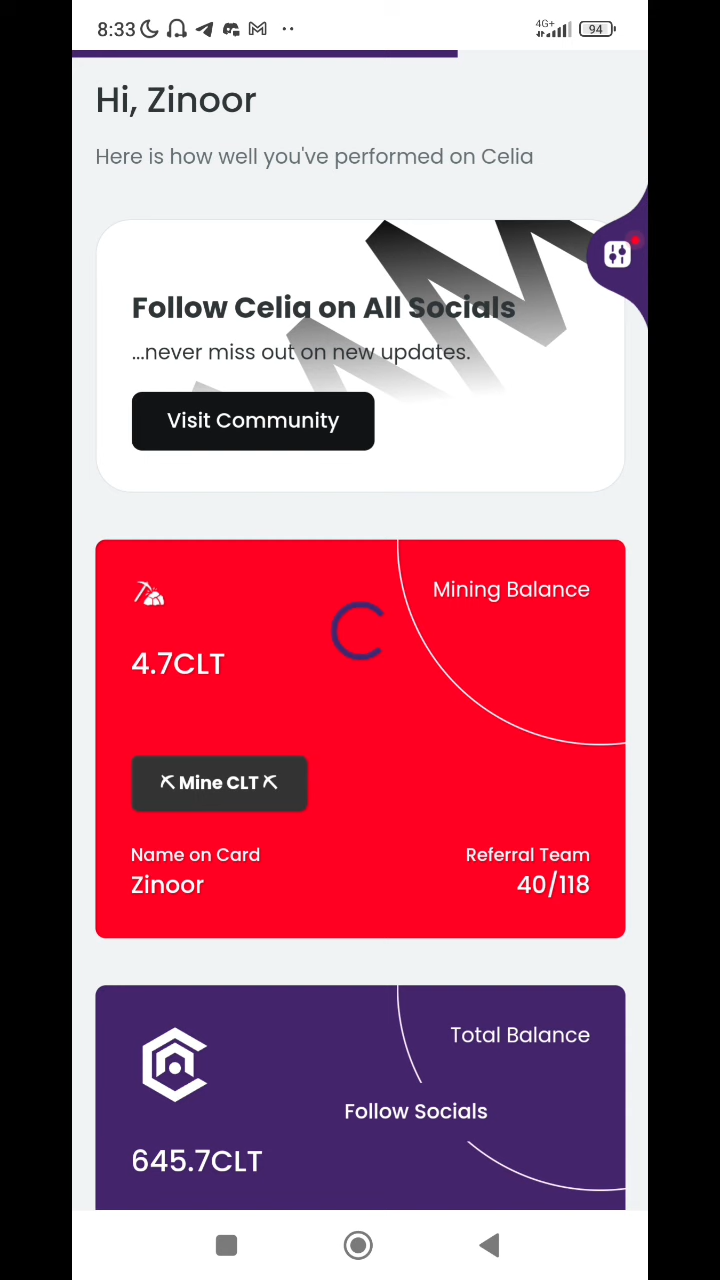 8:33
4G+
94
Hi, Zinoor
Here is how well you've performed on Celia
Follow Celia on All Socials
...never miss out on new updates.
Visit Community
Mining Balance
4.7CLT
⛏ Mine CLT ⛏
Name on Card
Referral Team
Zinoor
40/118
Total Balance
Follow Socials
645.7CLT